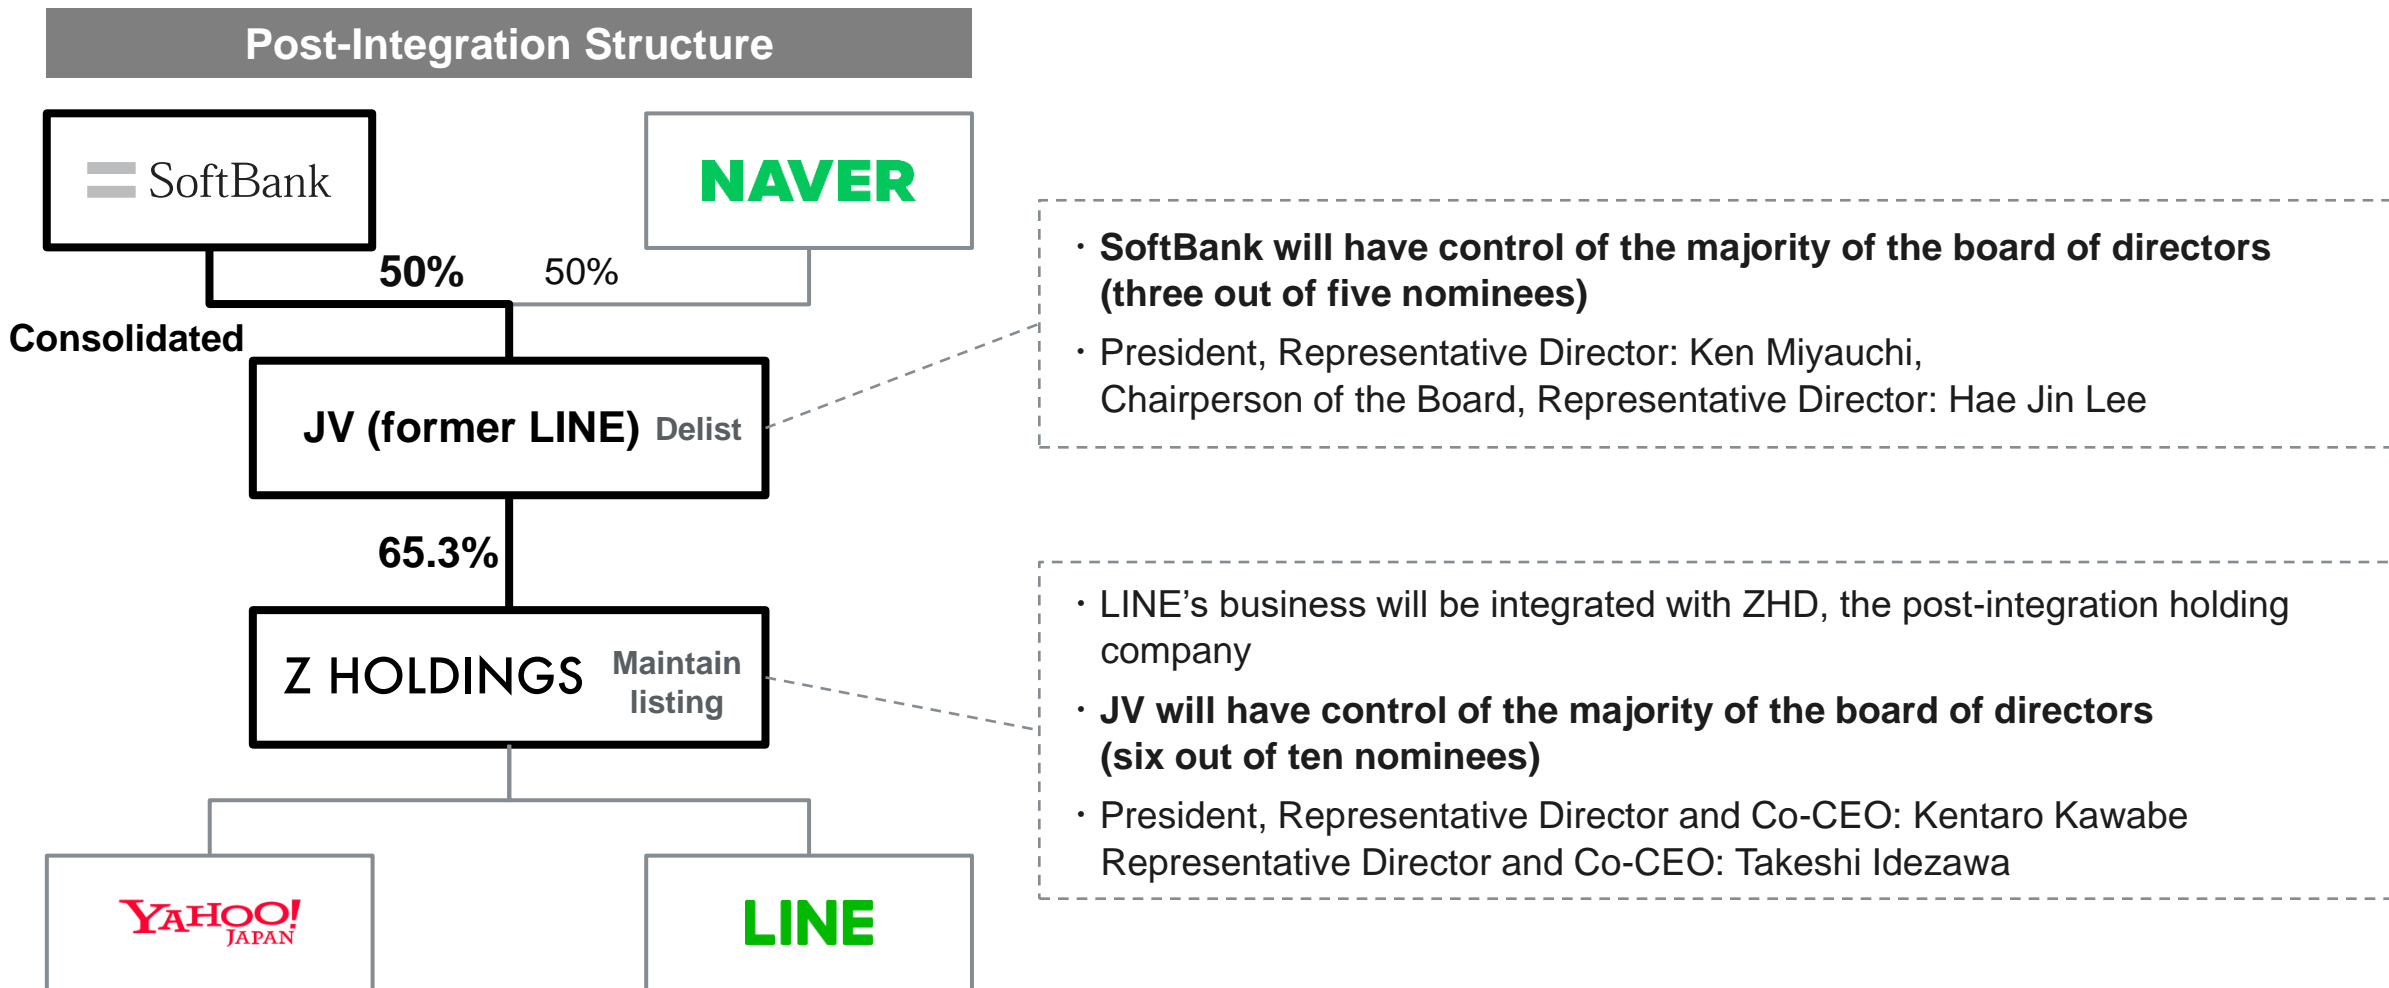 Post-Integration Structure
SoftBank
NAVER
50%
50%
Consolidated
JV (former LINE) Delist
65.3%
Z HOLDINGS
Maintain
listing
YAHOO!
JAPAN
LINE
・SoftBank will have control of the majority of the board of directors
(three out of five nominees)
・President, Representative Director: Ken Miyauchi,
Chairperson of the Board, Representative Director: Hae Jin Lee
・LINE’s business will be integrated with ZHD, the post-integration holding
company
・JV will have control of the majority of the board of directors
(six out of ten nominees)
・President, Representative Director and Co-CEO: Kentaro Kawabe
Representative Director and Co-CEO: Takeshi Idezawa